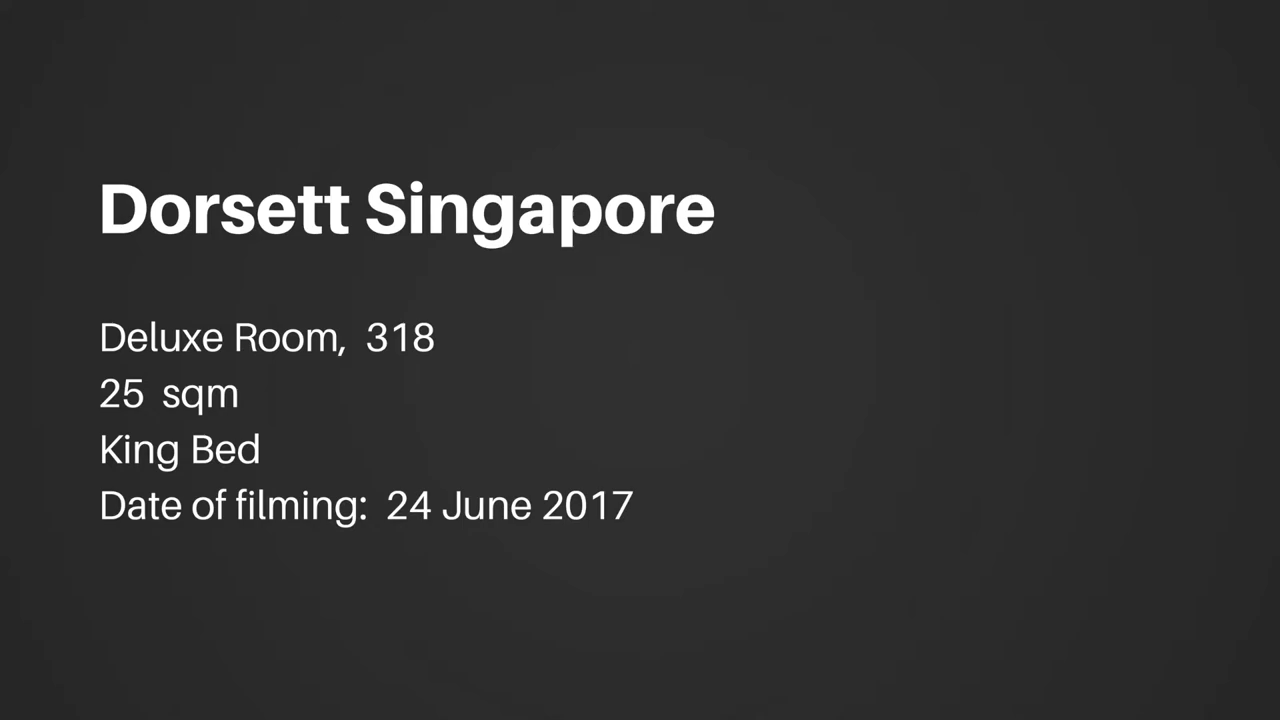 Dorsett Singapore
Deluxe Room, 318
25 sqm
King Bed
Date of filming: 24 June 2017